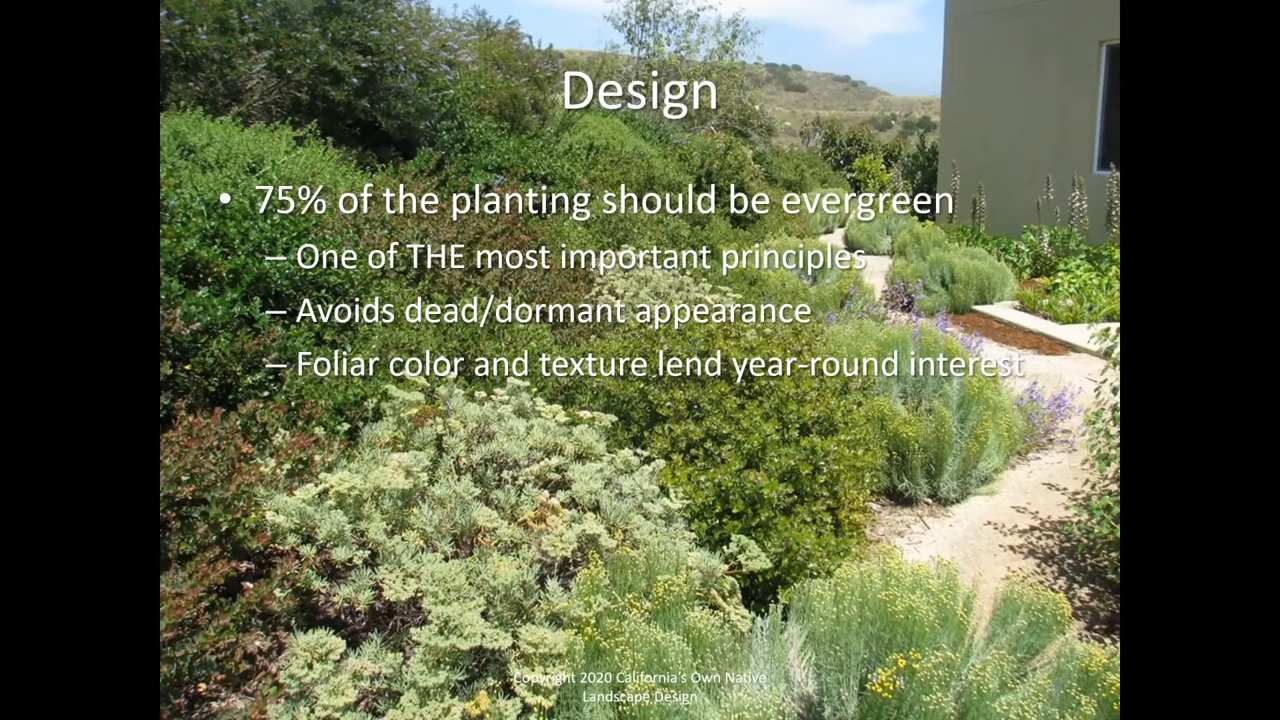 Design
• 75% of the planting should be evergreen
– One of THE most important principles
– Avoids dead/dormant appearance
– Foliar color and texture lend year-round interest
Copyright 2020 California's Own Native
Landscape Design